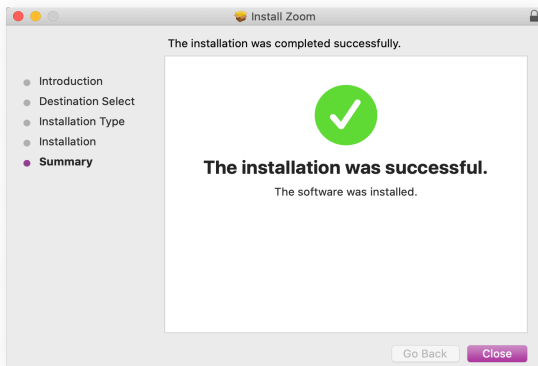 Install Zoom
The installation was completed successfully.
Introduction
Destination Select
Installation Type
Installation
Summary
The installation was successful.
The software was installed.
Go Back
Close